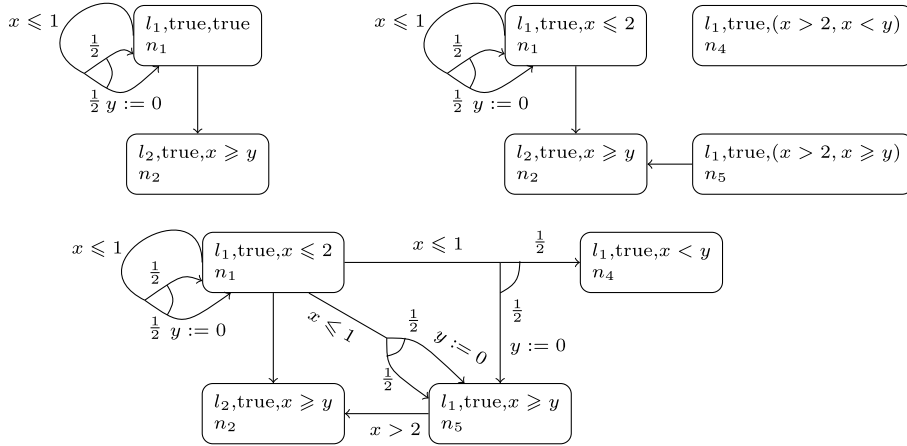 x ⩽ 1
l₁,true,true
n₁
½
½ y := 0
l₂,true,x ⩾ y
n₂
x ⩽ 1
l₁,true,x ⩽ 2
n₁
½
½ y := 0
l₂,true,x ⩾ y
n₂
l₁,true,(x > 2, x < y)
n₄
l₁,true,(x > 2, x ⩾ y)
n₅
x ⩽ 1
l₁,true,x ⩽ 2
n₁
½
½ y := 0
x ⩽ 1
½
l₁,true,x < y
n₄
x ⩽ 1
½
y := 0
½
½
y := 0
l₂,true,x ⩾ y
n₂
x > 2
l₁,true,x ⩾ y
n₅